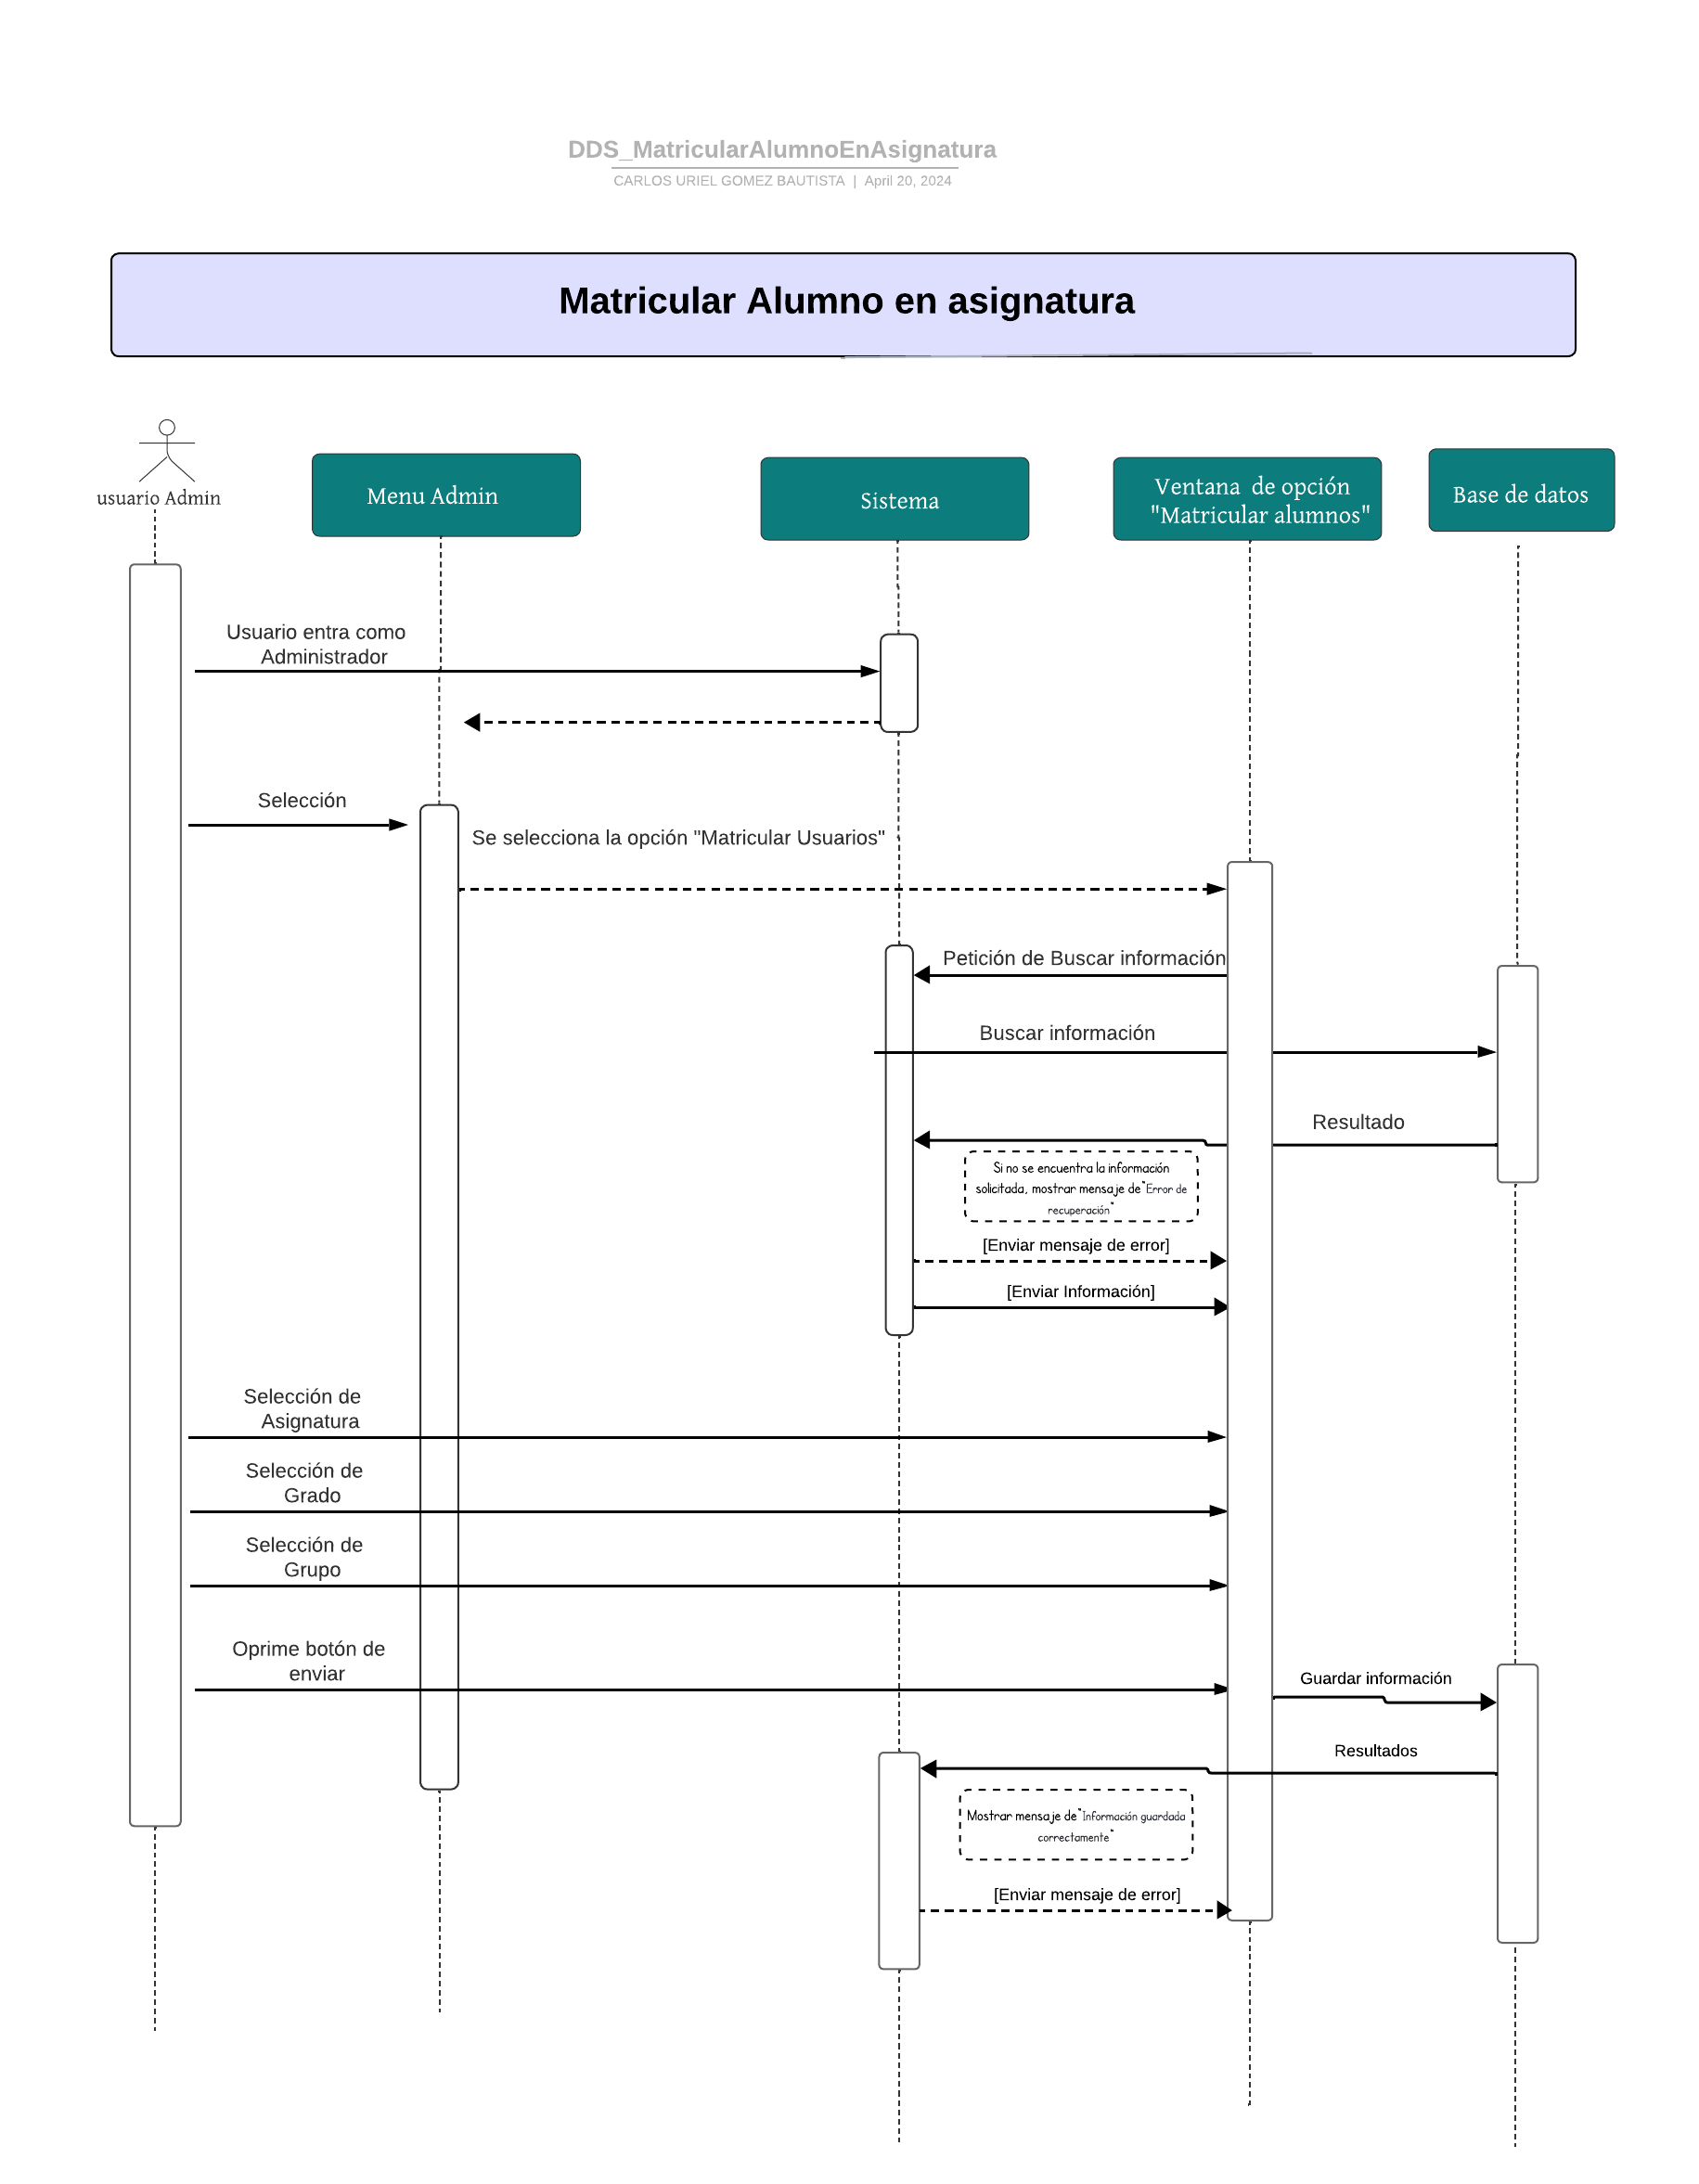 DDS_MatricularAlumnoEnAsignatura
CARLOS URIEL GOMEZ BAUTISTA | April 20, 2024
Matricular Alumno en asignatura
usuario Admin
Menu Admin
Sistema
Ventana de opción
"Matricular alumnos"
Base de datos
Usuario entra como
Administrador
Selección
Se selecciona la opción "Matricular Usuarios"
Petición de Buscar información
Buscar información
Resultado
Si no se encuentra la información
solicitada, mostrar mensaje de "Error de
recuperación"
[Enviar mensaje de error]
[Enviar Información]
Selección de
Asignatura
Selección de
Grado
Selección de
Grupo
Oprime botón de
enviar
Guardar información
Resultados
Mostrar mensaje de "Información guardada
correctamente"
[Enviar mensaje de error]